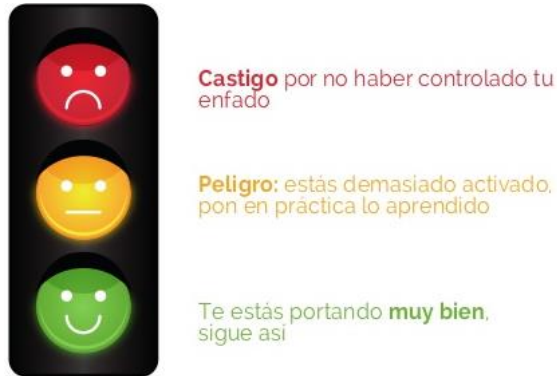 Castigo por no haber controlado tu
enfado
Peligro: estás demasiado activado,
pon en práctica lo aprendido
Te estás portando muy bien,
sigue así